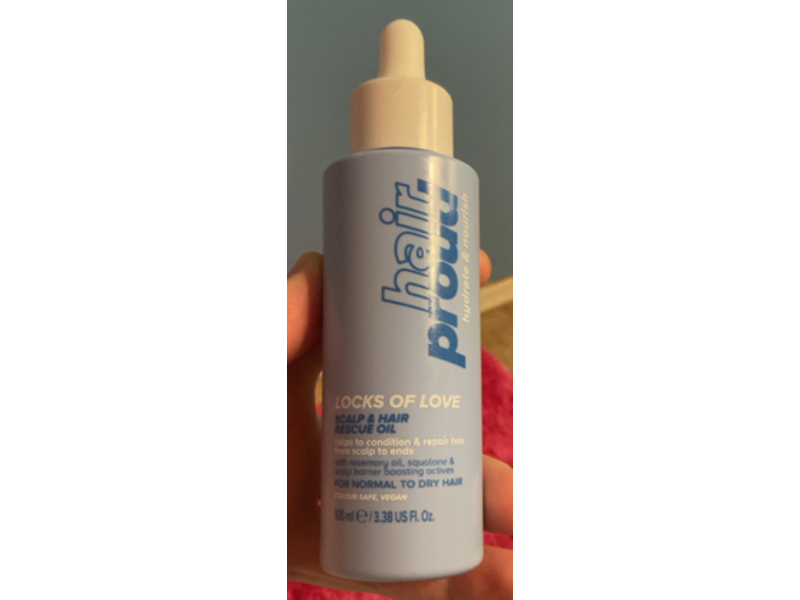 hair
proud
hydrate & nourish
LOCKS OF LOVE
SCALP & HAIR
RESCUE OIL
helps to condition & repair hair
from scalp to ends
with rosemary oil, squalane &
scalp barrier boosting actives
FOR NORMAL TO DRY HAIR
COLOUR SAFE, VEGAN
100ml ℮/3.38 US Fl. Oz.